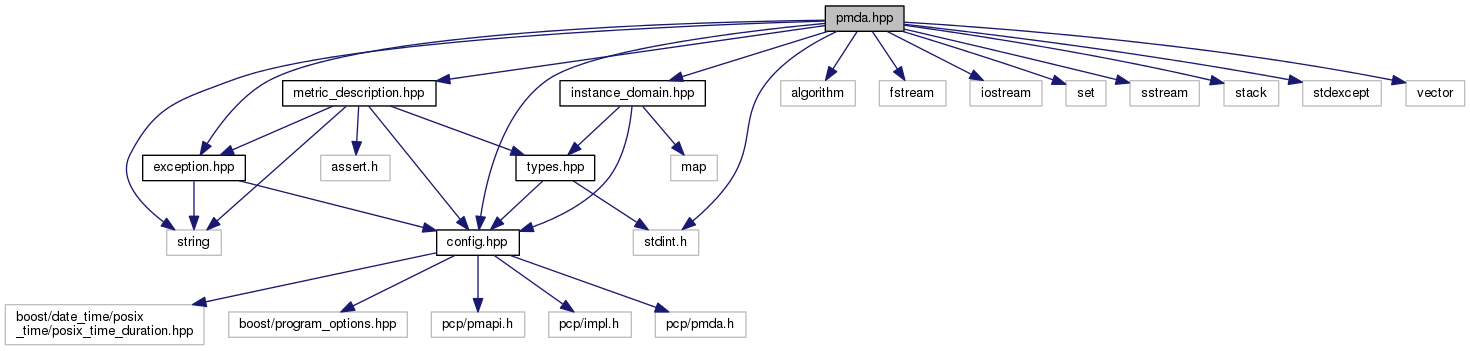 pmda.hpp
metric_description.hpp
instance_domain.hpp
algorithm
fstream
iostream
set
sstream
stack
stdexcept
vector
exception.hpp
assert.h
types.hpp
map
string
config.hpp
stdint.h
boost/date_time/posix
_time/posix_time_duration.hpp
boost/program_options.hpp
pcp/pmapi.h
pcp/impl.h
pcp/pmda.h